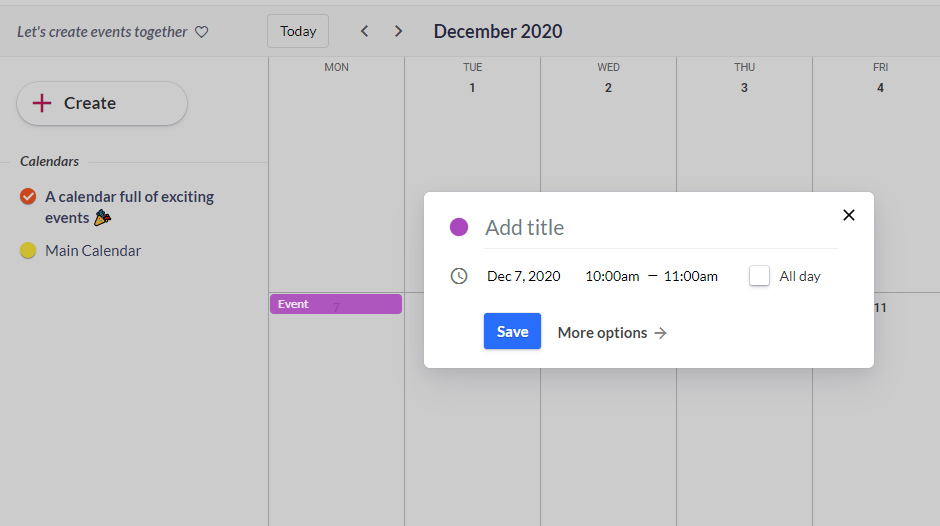 Let's create events together
Today
December 2020
MON TUE WED THU FRI
1 2 3 4
Create
Calendars
A calendar full of exciting
events
Main Calendar
Add title
Dec 7, 2020 10:00am – 11:00am All day
Event 7 11
Save More options →